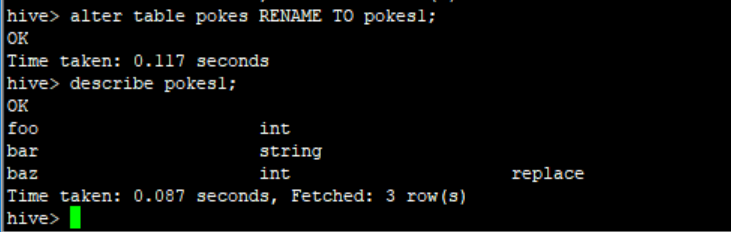 hive> alter table pokes RENAME TO pokes1;
OK
Time taken: 0.117 seconds
hive> describe pokes1;
OK
foo int
bar string
baz int replace
Time taken: 0.087 seconds, Fetched: 3 row(s)
hive>